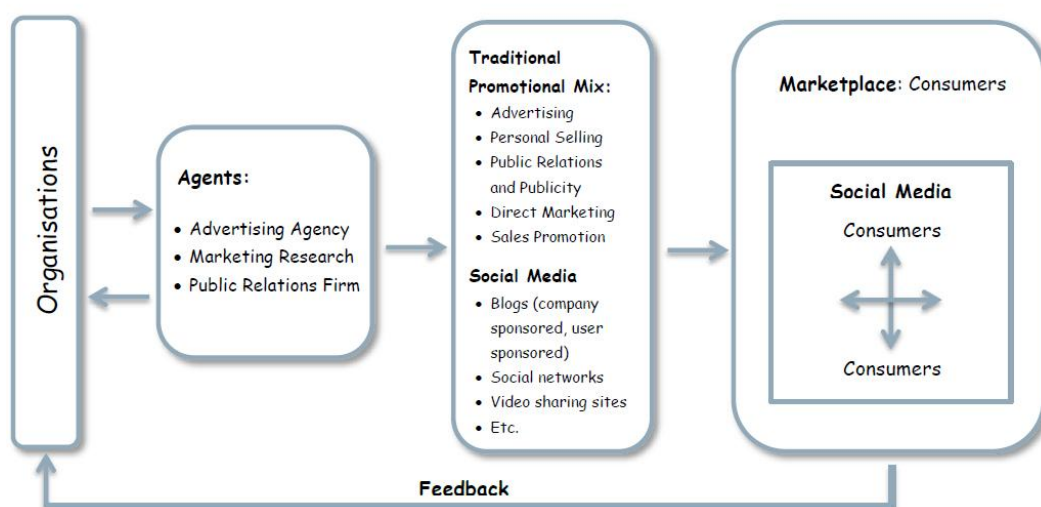 Organisations
Agents:
• Advertising Agency
• Marketing Research
• Public Relations Firm
Traditional
Promotional Mix:
• Advertising
• Personal Selling
• Public Relations
and Publicity
• Direct Marketing
• Sales Promotion
Social Media
• Blogs (company
sponsored, user
sponsored)
• Social networks
• Video sharing sites
• Etc.
Marketplace: Consumers
Social Media
Consumers
Consumers
Feedback